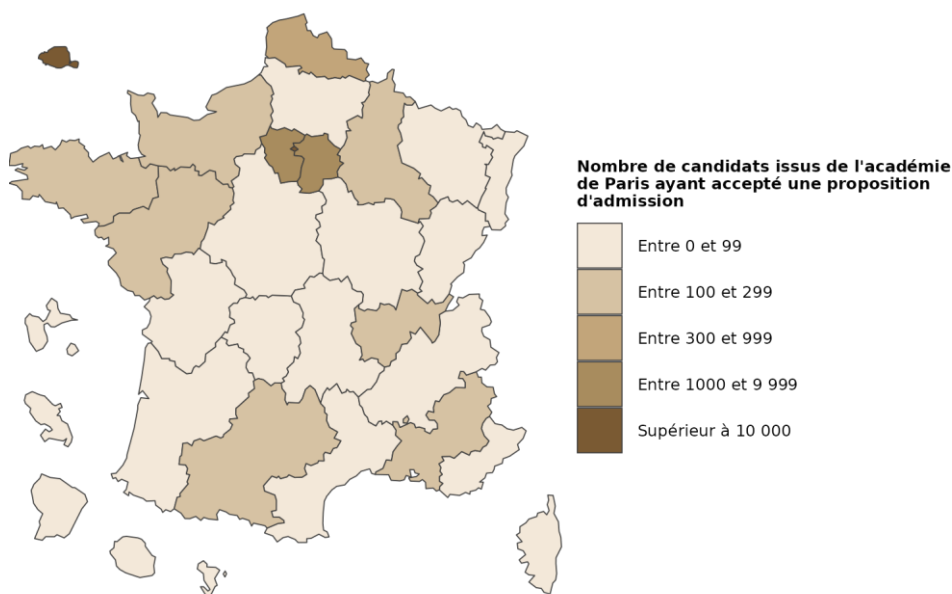 Nombre de candidats issus de l'académie
de Paris ayant accepté une proposition
d'admission
Entre 0 et 99
Entre 100 et 299
Entre 300 et 999
Entre 1000 et 9 999
Supérieur à 10 000